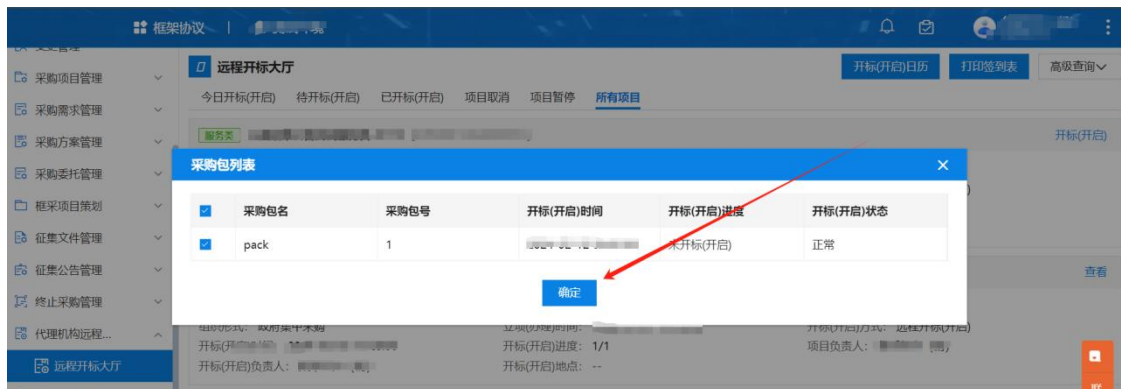 框架协议 |
采购项目管理
采购需求管理
采购方案管理
采购委托管理
框采项目策划
征集文件管理
征集公告管理
终止采购管理
代理机构远程...
远程开标大厅
远程开标大厅
开标(开启)日历
打印签到表
高级查询
今日开标(开启) 待开标(开启) 已开标(开启) 项目取消 项目暂停 所有项目
服务类
开标(开启)
采购包列表
采购包名 采购包号 开标(开启)时间 开标(开启)进度 开标(开启)状态
pack 1 未开标(开启) 正常
确定
查看
组织形式: 政府集中采购 立项(办理)时间: 开标(开启)方式: 远程开标(开启)
开标(开启)进度: 1/1 项目负责人:
开标(开启)负责人: 开标(开启)地点: --